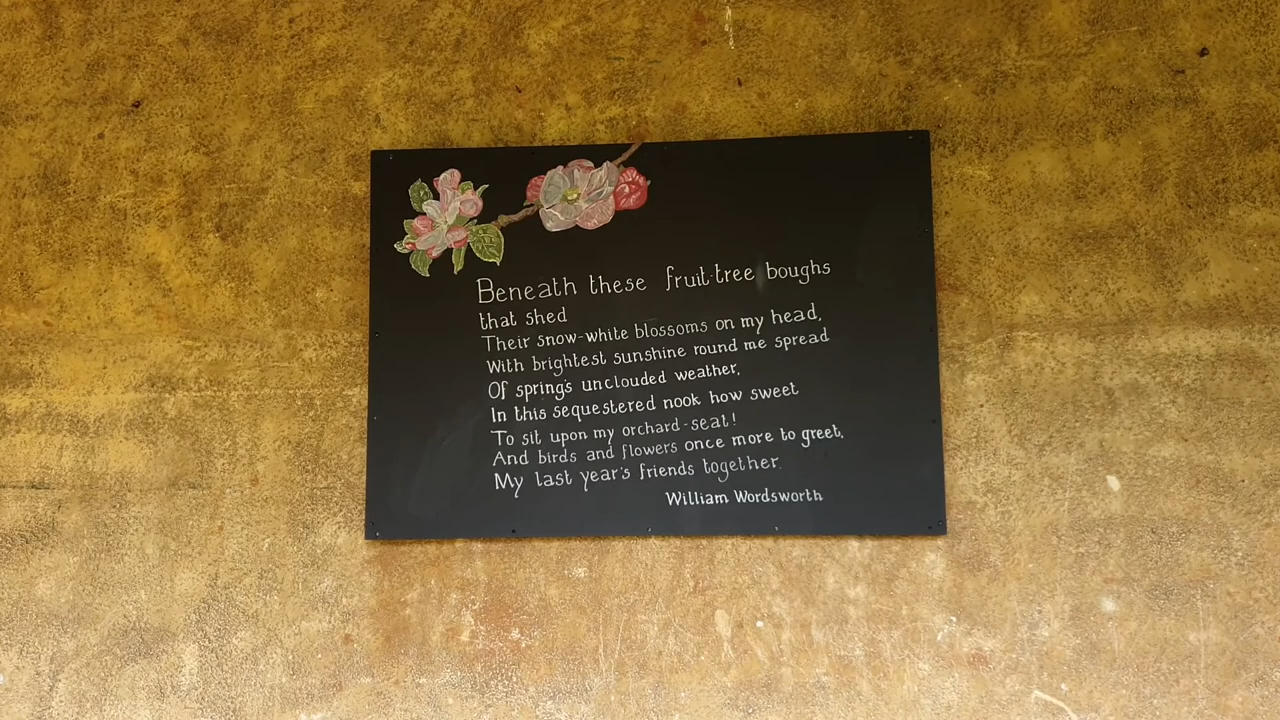 Beneath these fruit-tree boughs
that shed
Their snow-white blossoms on my head,
With brightest sunshine round me spread
Of spring's unclouded weather,
In this sequestered nook how sweet
To sit upon my orchard-seat!
And birds and flowers once more to greet,
My last year's friends together.
William Wordsworth